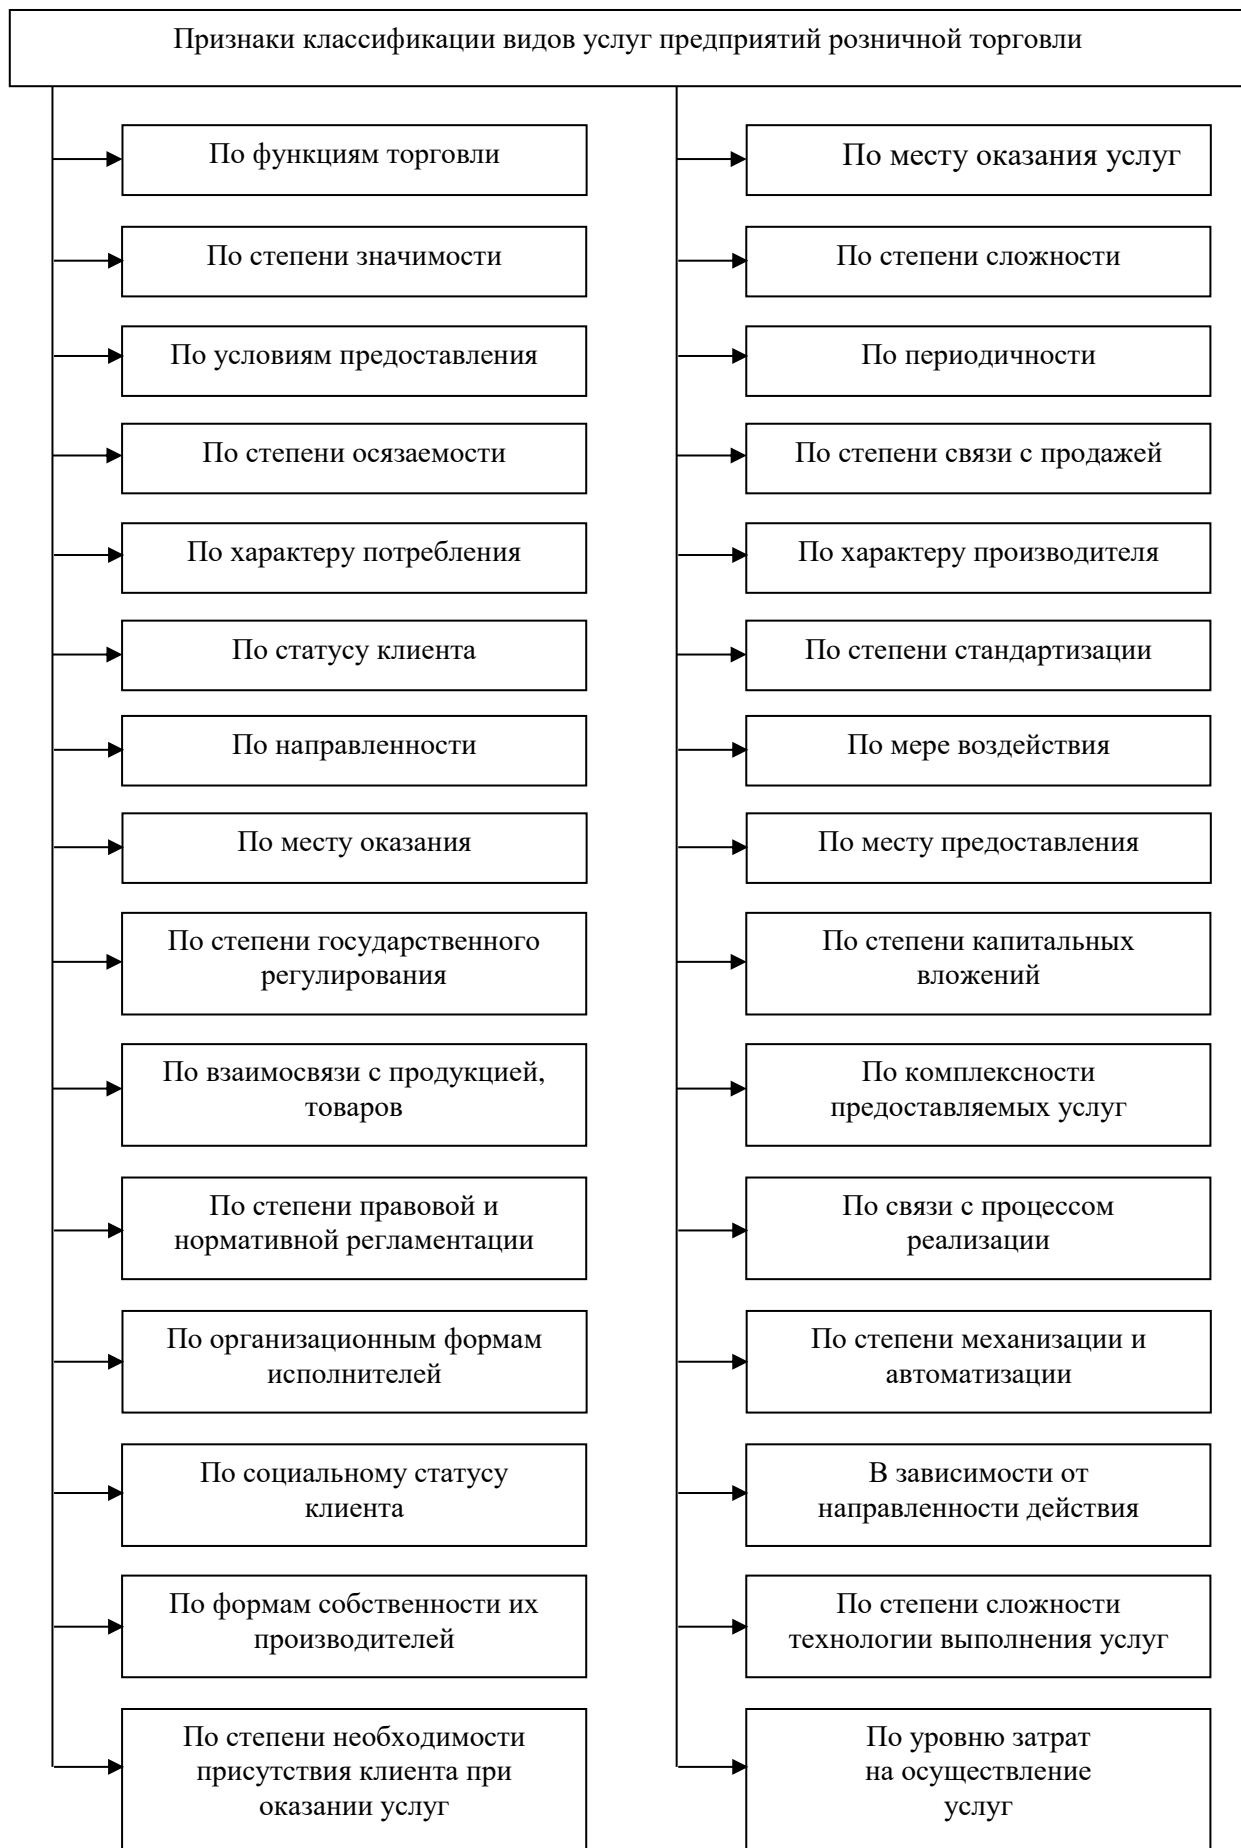 Признаки классификации видов услуг предприятий розничной торговли
По функциям торговли
По месту оказания услуг
По степени значимости
По степени сложности
По условиям предоставления
По периодичности
По степени осязаемости
По степени связи с продажей
По характеру потребления
По характеру производителя
По статусу клиента
По степени стандартизации
По направленности
По мере воздействия
По месту оказания
По месту предоставления
По степени государственного
регулирования
По степени капитальных
вложений
По взаимосвязи с продукцией,
товаров
По комплексности
предоставляемых услуг
По степени правовой и
нормативной регламентации
По связи с процессом
реализации
По организационным формам
исполнителей
По степени механизации и
автоматизации
По социальному статусу
клиента
В зависимости от
направленности действия
По формам собственности их
производителей
По степени сложности
технологии выполнения услуг
По степени необходимости
присутствия клиента при
оказании услуг
По уровню затрат
на осуществление
услуг